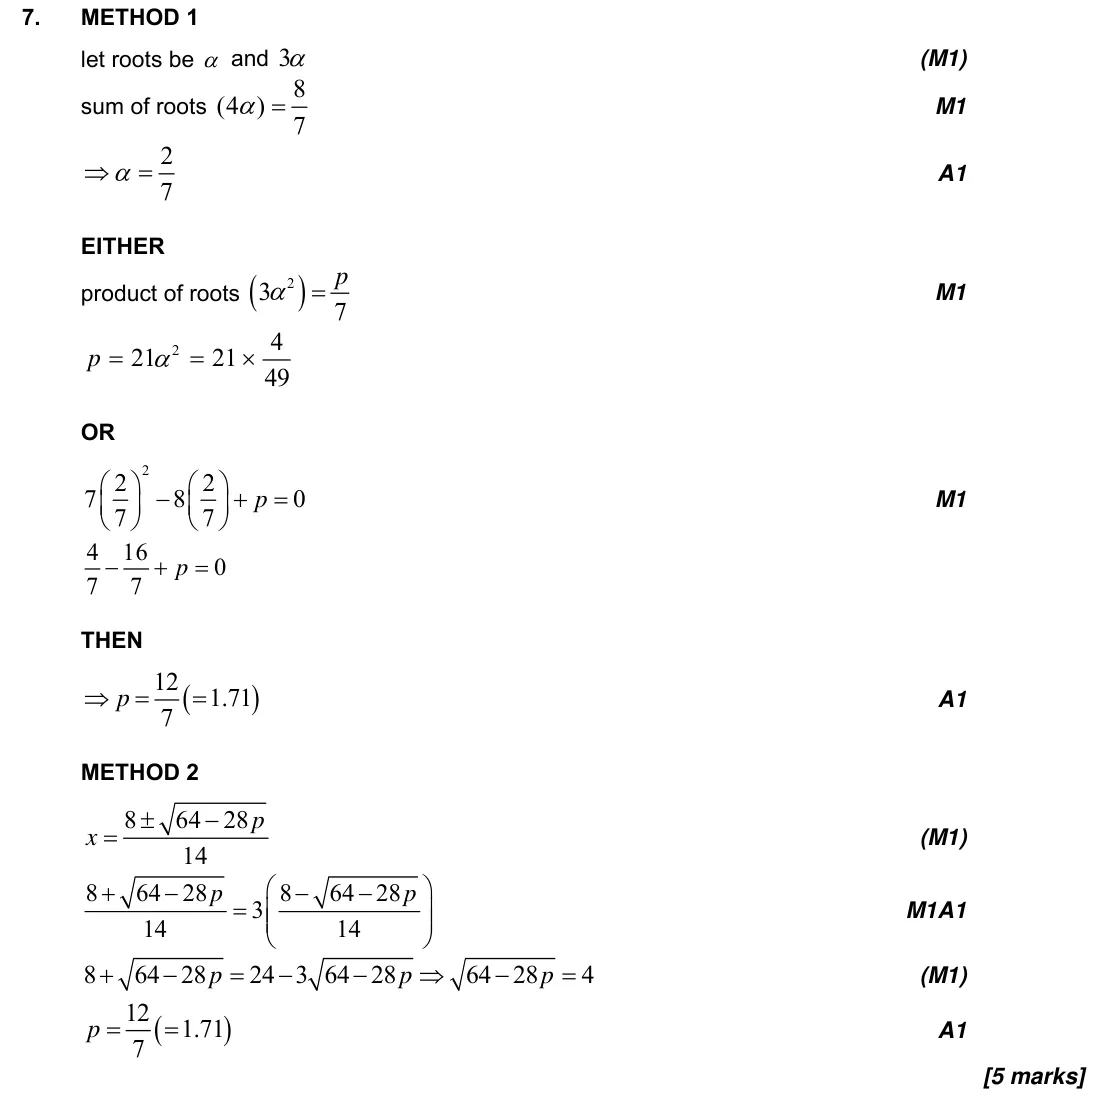 7. METHOD 1
let roots be α and 3α (M1)
sum of roots (4α) = 8/7 M1
⇒ α = 2/7 A1
EITHER
product of roots (3α²) = p/7 M1
p = 21α² = 21 × 4/49
OR
7(2/7)² − 8(2/7) + p = 0 M1
4/7 − 16/7 + p = 0
THEN
⇒ p = 12/7 (= 1.71) A1
METHOD 2
x = (8 ± √(64 − 28p))/14 (M1)
(8 + √(64 − 28p))/14 = 3((8 − √(64 − 28p))/14) M1A1
8 + √(64 − 28p) = 24 − 3√(64 − 28p) ⇒ √(64 − 28p) = 4 (M1)
p = 12/7 (= 1.71) A1
[5 marks]